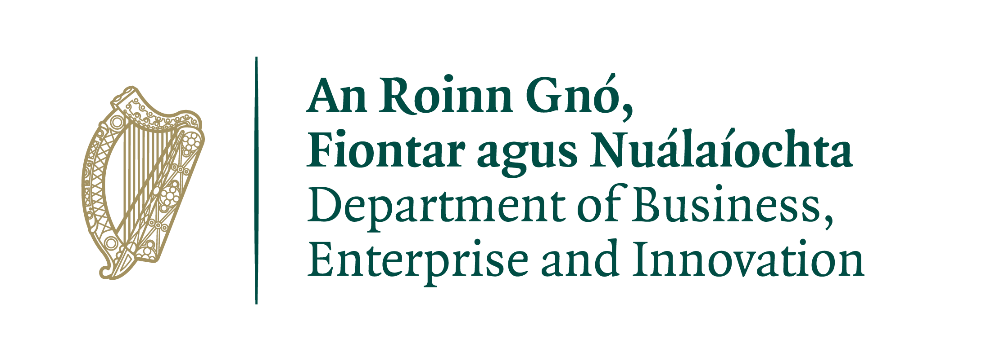 An Roinn Gnó,
Fiontar agus Nuálaíochta
Department of Business,
Enterprise and Innovation